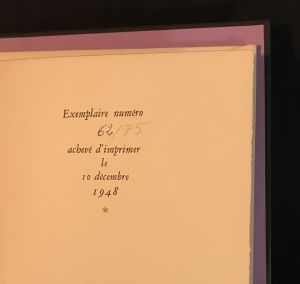 Exemplaire numéro
62/75
achevé d'imprimer
le
10 décembre
1948